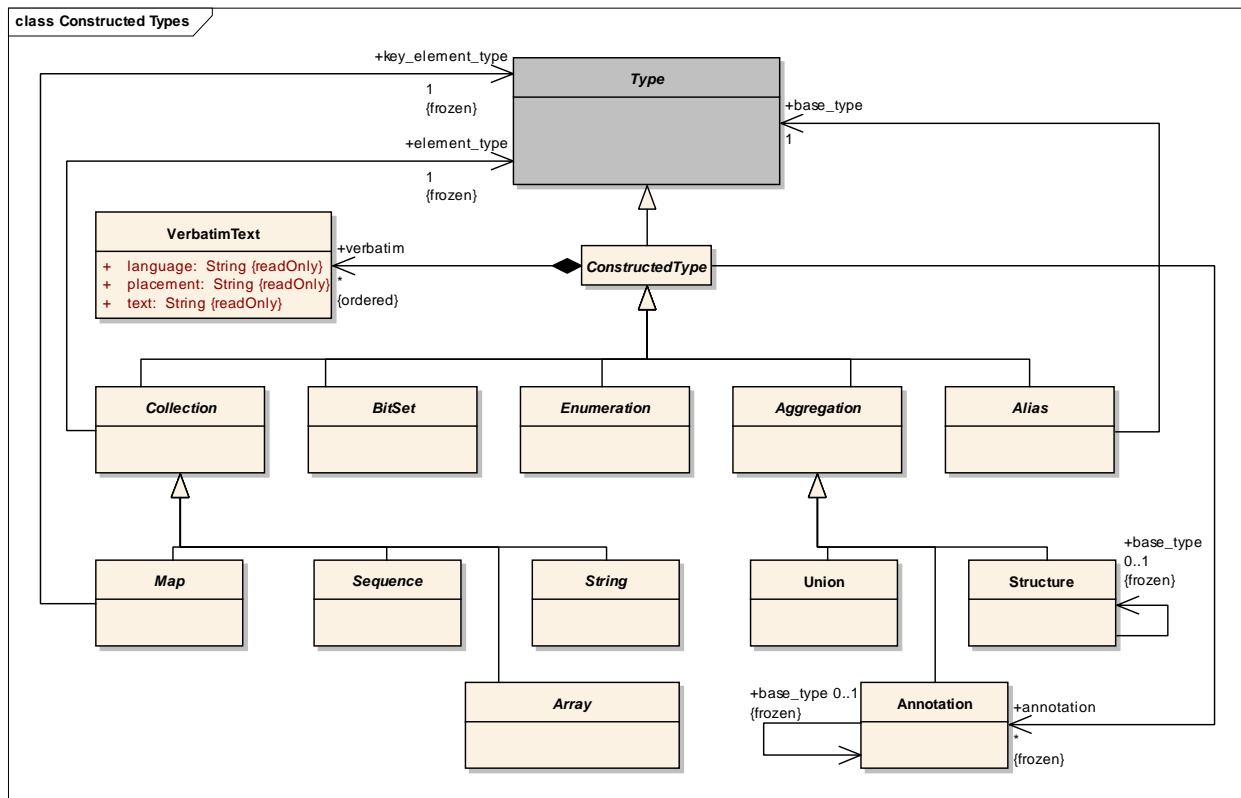 class Constructed Types
+key_element_type
1
{frozen}
Type
+base_type
1
+element_type
1
{frozen}
VerbatimText
+ language: String {readOnly}
+ placement: String {readOnly}
+ text: String {readOnly}
+verbatim
*
{ordered}
ConstructedType
Collection
BitSet
Enumeration
Aggregation
Alias
Map
Sequence
String
Union
Structure
+base_type
0..1
{frozen}
Array
+base_type 0..1
{frozen}
Annotation
+annotation
*
{frozen}